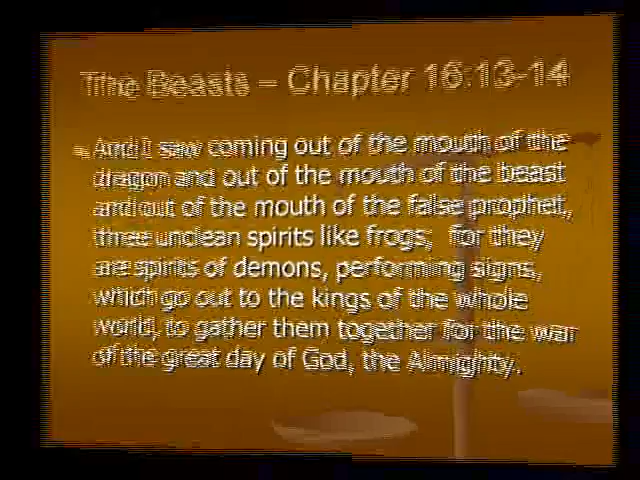 The Beasts – Chapter 16:13-14
And I saw coming out of the mouth of the
dragon and out of the mouth of the beast
and out of the mouth of the false prophet,
three unclean spirits like frogs; for they
are spirits of demons, performing signs,
which go out to the kings of the whole
world, to gather them together for the war
of the great day of God, the Almighty.